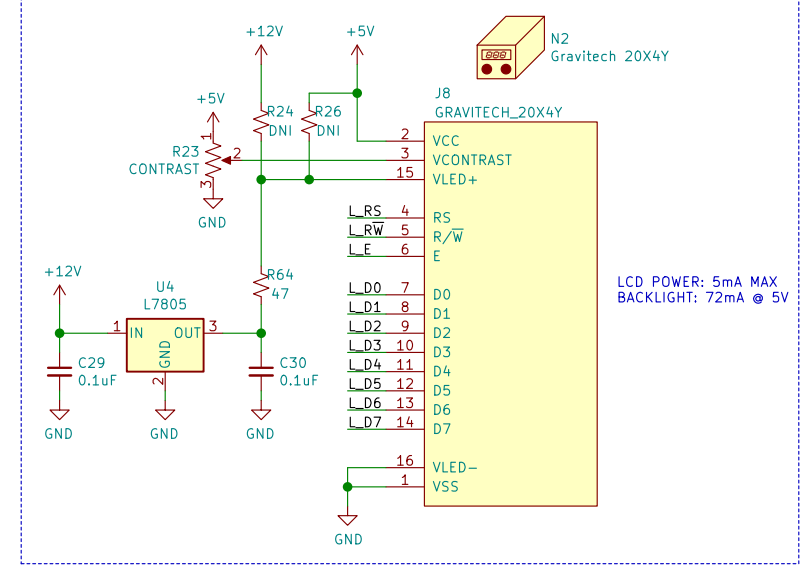 +12V
+5V
N2
Gravitech 20X4Y
J8
GRAVITECH_20X4Y
+5V
R24
DNI
R26
DNI
1
R23
CONTRAST
2
3
GND
2 VCC
3 VCONTRAST
15 VLED+
L_RS 4 RS
L_RW̅ 5 R/W̅
L_E 6 E
+12V
R64
47
LCD POWER: 5mA MAX
BACKLIGHT: 72mA @ 5V
U4
L7805
1 IN OUT 3
GND
2
C29
0.1uF
C30
0.1uF
GND
GND
GND
L_D0 7 D0
L_D1 8 D1
L_D2 9 D2
L_D3 10 D3
L_D4 11 D4
L_D5 12 D5
L_D6 13 D6
L_D7 14 D7
16 VLED-
1 VSS
GND